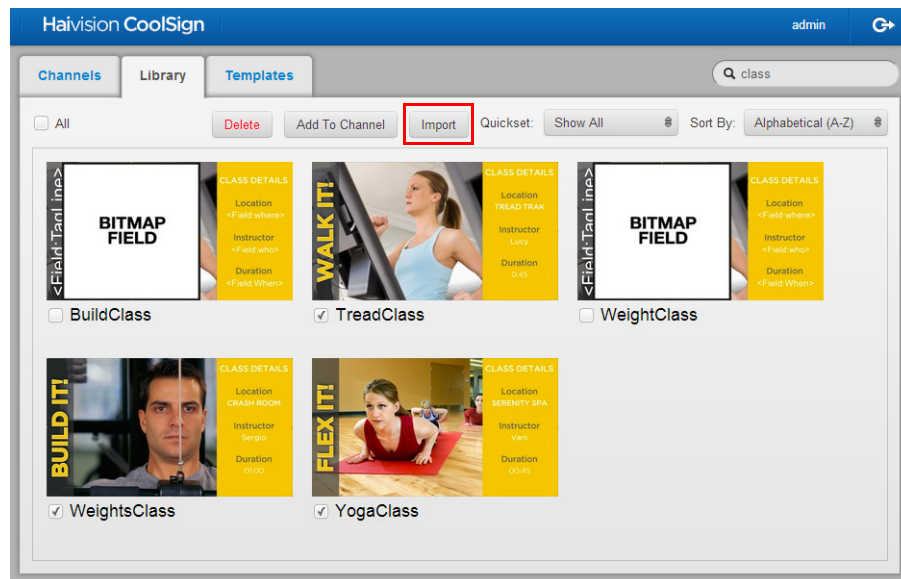 Haivision CoolSign
admin
Channels
Library
Templates
class
All
Delete
Add To Channel
Import
Quickset:
Show All
Sort By:
Alphabetical (A-Z)
<Field:TagLine>
BITMAP
FIELD
CLASS DETAILS
Location
<Field:where>
Instructor
<Field:who>
Duration
<Field:When>
BuildClass
WALK IT!
CLASS DETAILS
Location
TREAD TRAK
Instructor
Lucy
Duration
0:45
TreadClass
<Field:TagLine>
BITMAP
FIELD
CLASS DETAILS
Location
<Field:where>
Instructor
<Field:who>
Duration
<Field:When>
WeightClass
BUILD IT!
CLASS DETAILS
Location
CRASH ROOM
Instructor
Sergio
Duration
01:00
WeightsClass
FLEX IT!
CLASS DETAILS
Location
SERENITY SPA
Instructor
Vani
Duration
00:45
YogaClass